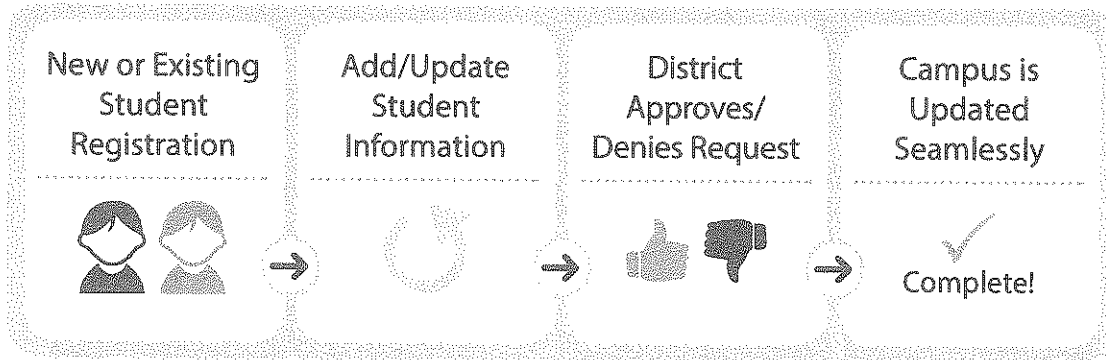 New or Existing
Student
Registration
Add/Update
Student
Information
District
Approves/
Denies Request
Campus is
Updated
Seamlessly
Complete!